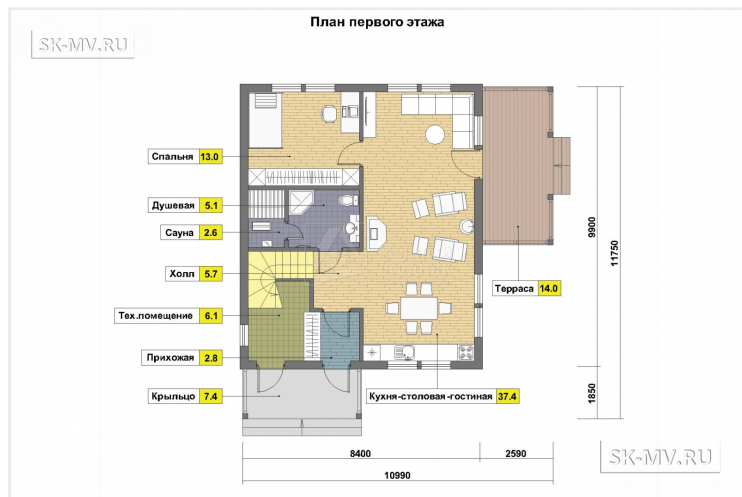 План первого этажа
SK-MV.RU
Спальня 13.0
Душевая 5.1
Сауна 2.6
Холл 5.7
Тех.помещение 6.1
Прихожая 2.8
Крыльцо 7.4
Терраса 14.0
Кухня-столовая-гостиная 37.4
9900
11750
1850
8400
2590
10990
SK-MV.RU